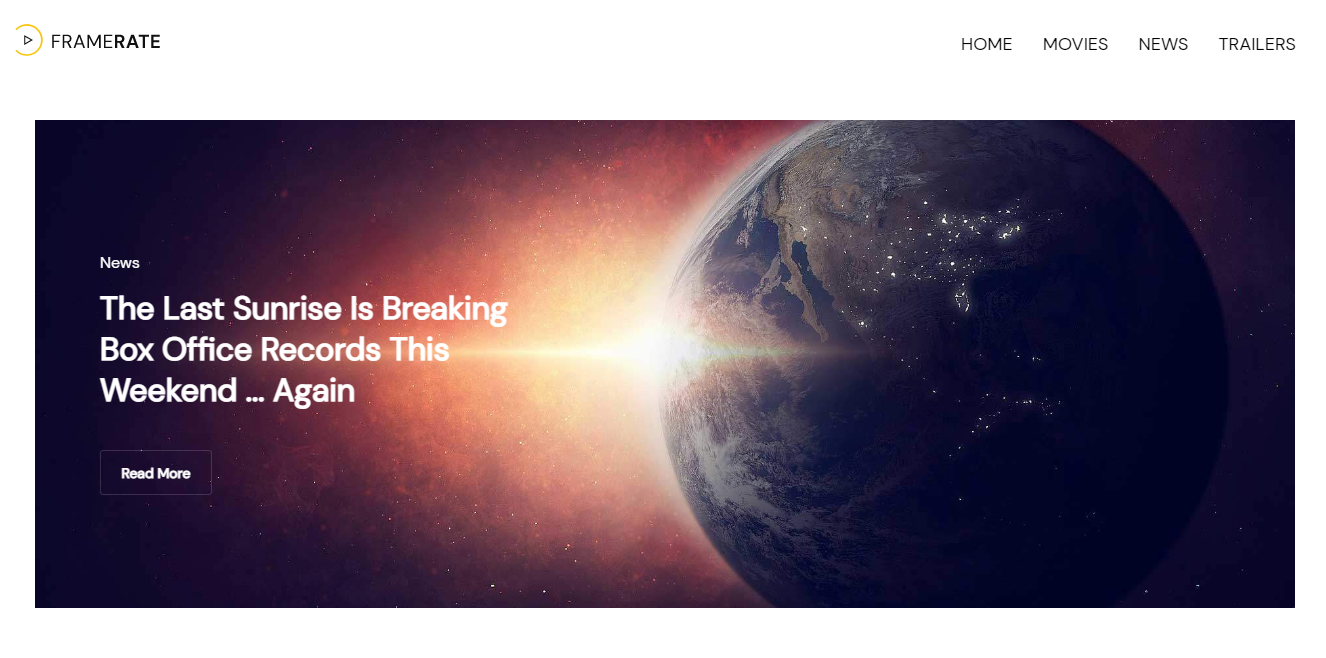 FRAMERATE
HOME MOVIES NEWS TRAILERS
News
The Last Sunrise Is Breaking
Box Office Records This
Weekend ... Again
Read More